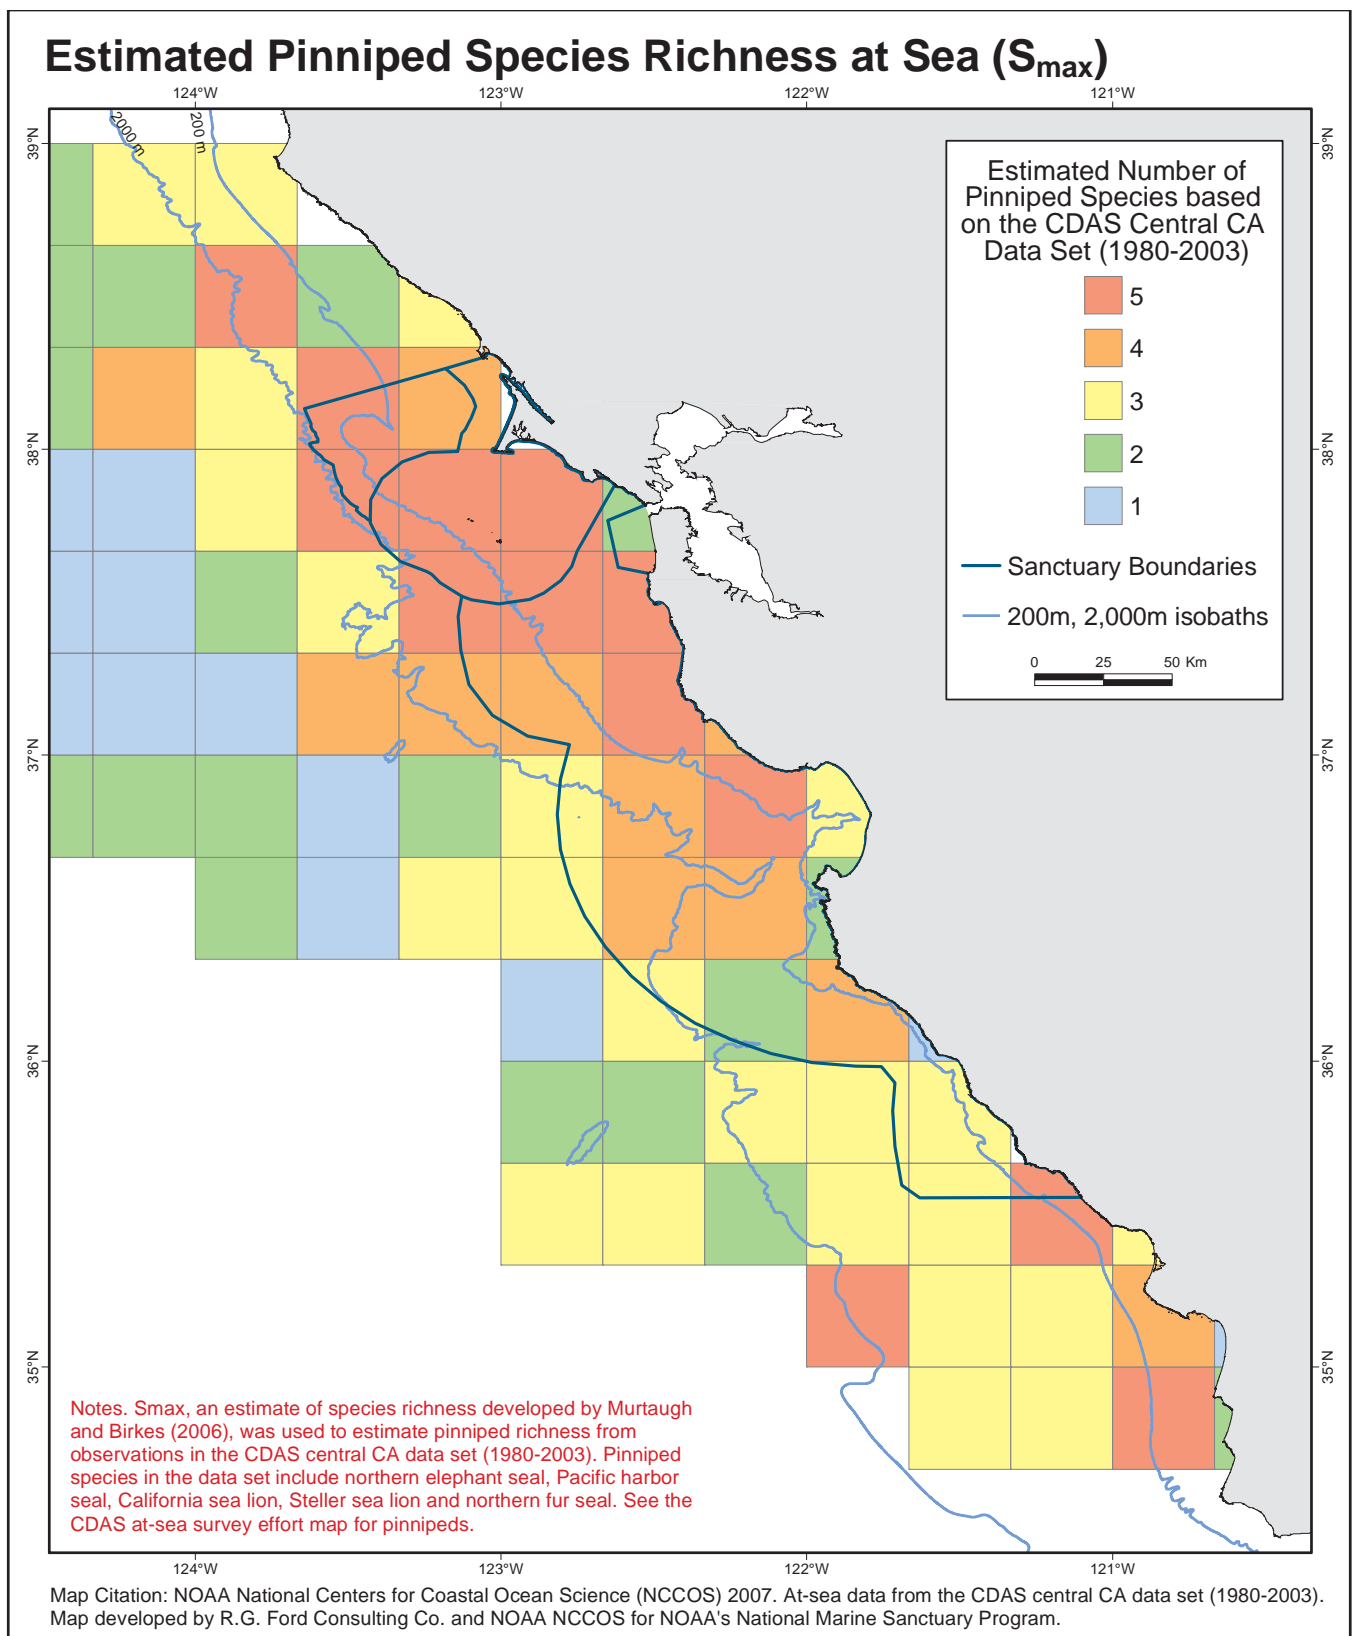 Estimated Pinniped Species Richness at Sea (Smax)
124°W 123°W 122°W 121°W
2000 m
200 m
39°N
39°N
Estimated Number of
Pinniped Species based
on the CDAS Central CA
Data Set (1980-2003)
5
4
3
2
1
Sanctuary Boundaries
200m, 2,000m isobaths
0 25 50 Km
38°N
38°N
37°N
37°N
36°N
36°N
35°N
35°N
Notes. Smax, an estimate of species richness developed by Murtaugh
and Birkes (2006), was used to estimate pinniped richness from
observations in the CDAS central CA data set (1980-2003). Pinniped
species in the data set include northern elephant seal, Pacific harbor
seal, California sea lion, Steller sea lion and northern fur seal. See the
CDAS at-sea survey effort map for pinnipeds.
124°W 123°W 122°W 121°W
Map Citation: NOAA National Centers for Coastal Ocean Science (NCCOS) 2007. At-sea data from the CDAS central CA data set (1980-2003).
Map developed by R.G. Ford Consulting Co. and NOAA NCCOS for NOAA's National Marine Sanctuary Program.